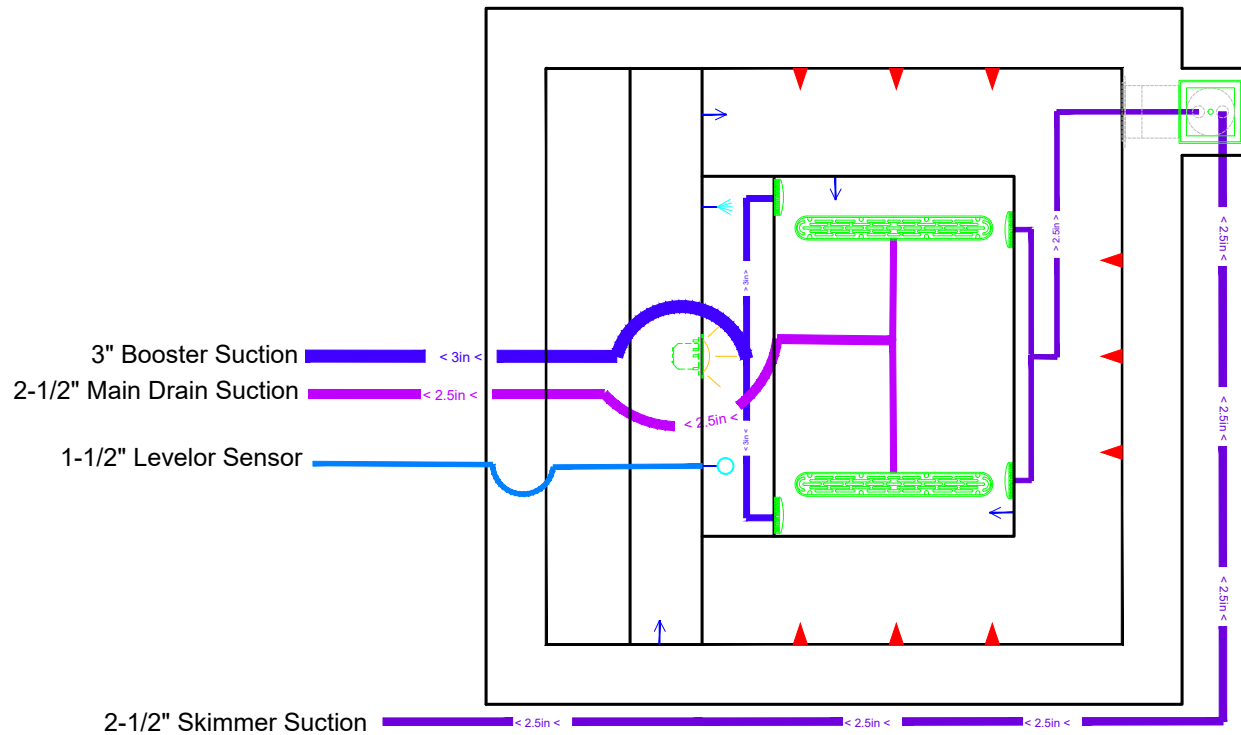 > 2.5in >
< 2.5in <
< 2.5in <
> 3in >
3" Booster Suction
< 3in <
2-1/2" Main Drain Suction
< 2.5in <
< 2.5in <
< 2.5in <
< 3in <
1-1/2" Levelor Sensor
< 2.5in <
2-1/2" Skimmer Suction
< 2.5in <
< 2.5in <
< 2.5in <